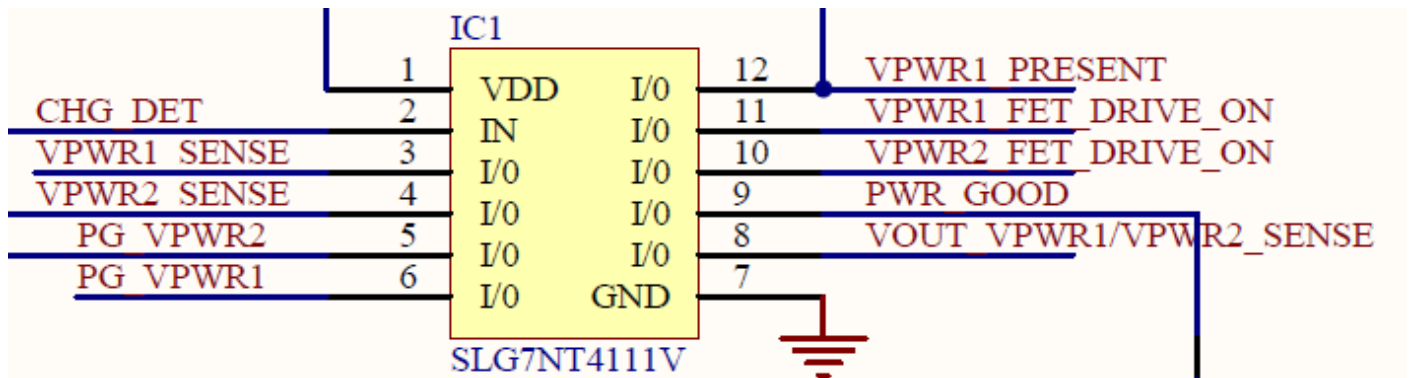 IC1
1 VDD I/0 12 VPWR1_PRESENT
CHG_DET 2 IN I/0 11 VPWR1_FET_DRIVE_ON
VPWR1_SENSE 3 I/0 I/0 10 VPWR2_FET_DRIVE_ON
VPWR2_SENSE 4 I/0 I/0 9 PWR_GOOD
PG_VPWR2 5 I/0 I/0 8 VOUT_VPWR1/VPWR2_SENSE
PG_VPWR1 6 I/0 GND 7
SLG7NT4111V